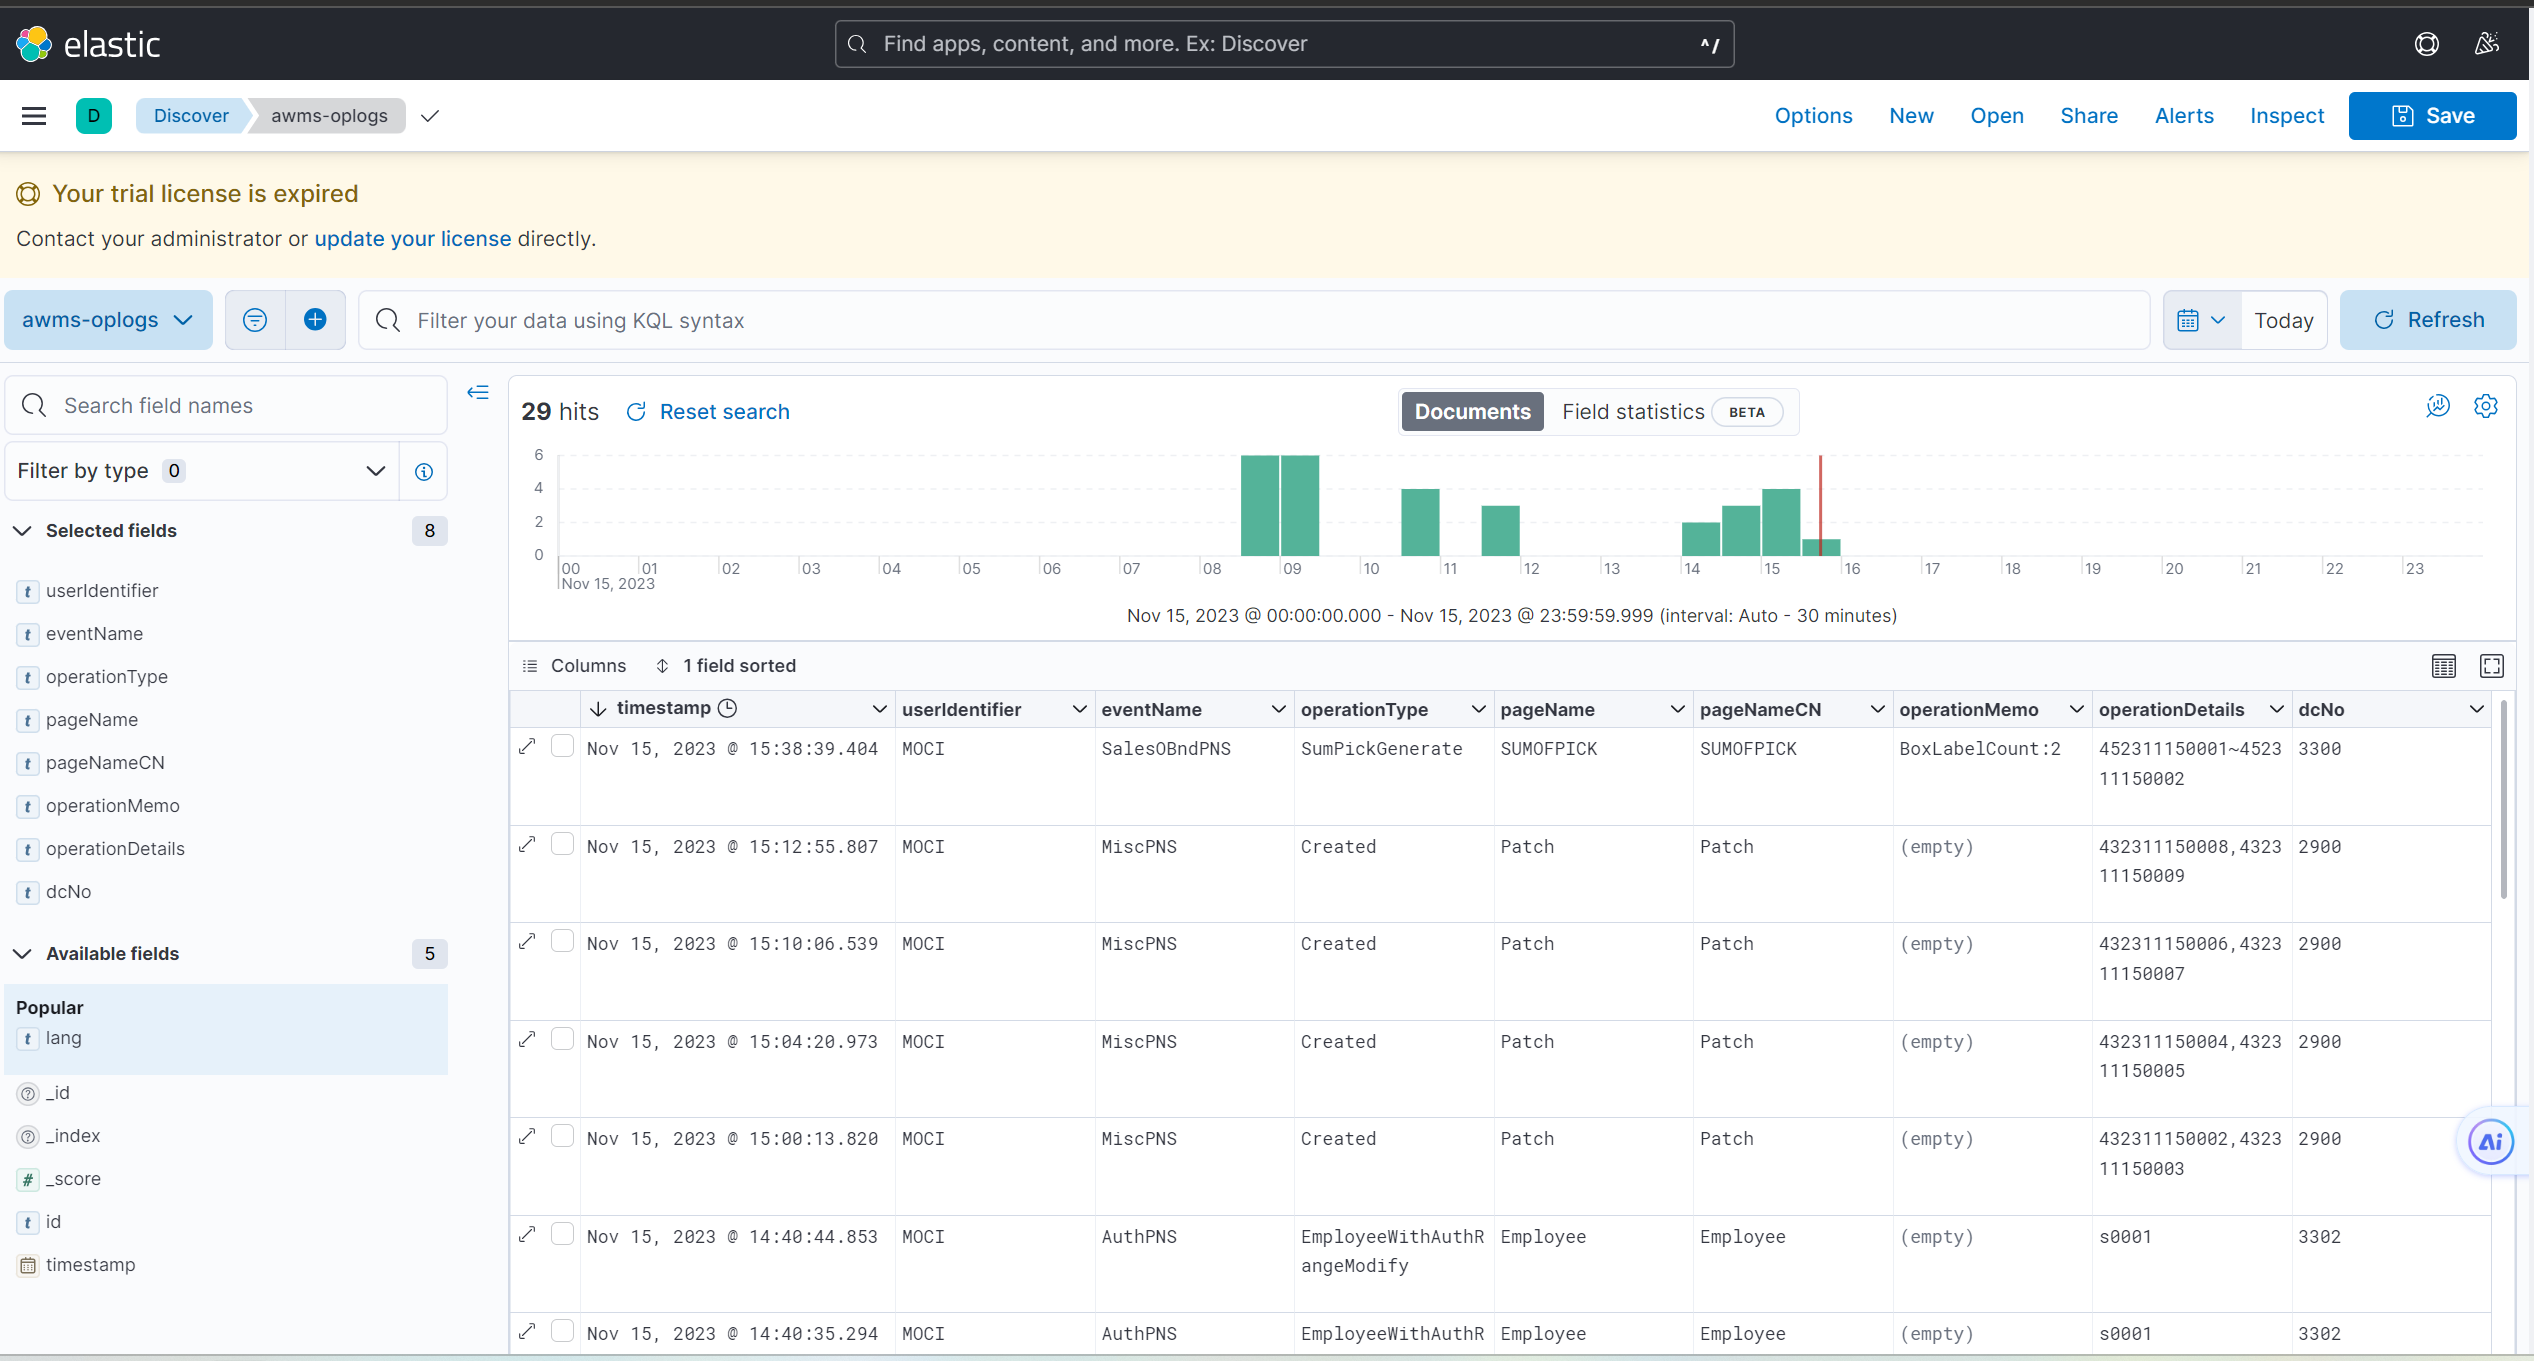 elastic
Find apps, content, and more. Ex: Discover
^/
D
Discover
awms-oplogs
Options
New
Open
Share
Alerts
Inspect
Save
Your trial license is expired
Contact your administrator or update your license directly.
awms-oplogs
Filter your data using KQL syntax
Today
Refresh
Search field names
Filter by type 0
Selected fields 8
t userIdentifier
t eventName
t operationType
t pageName
t pageNameCN
t operationMemo
t operationDetails
t dcNo
Available fields 5
Popular
t lang
_id
_index
# _score
t id
timestamp
29 hits
Reset search
Documents
Field statistics BETA
6
4
2
0
00 01 02 03 04 05 06 07 08 09 10 11 12 13 14 15 16 17 18 19 20 21 22 23
Nov 15, 2023
Nov 15, 2023 @ 00:00:00.000 - Nov 15, 2023 @ 23:59:59.999 (interval: Auto - 30 minutes)
Columns 1 field sorted
timestamp userIdentifier eventName operationType pageName pageNameCN operationMemo operationDetails dcNo
Nov 15, 2023 @ 15:38:39.404 MOCI SalesOBndPNS SumPickGenerate SUMOFPICK SUMOFPICK BoxLabelCount:2 452311150001~4523 3300
11150002
Nov 15, 2023 @ 15:12:55.807 MOCI MiscPNS Created Patch Patch (empty) 432311150008,4323 2900
11150009
Nov 15, 2023 @ 15:10:06.539 MOCI MiscPNS Created Patch Patch (empty) 432311150006,4323 2900
11150007
Nov 15, 2023 @ 15:04:20.973 MOCI MiscPNS Created Patch Patch (empty) 432311150004,4323 2900
11150005
Nov 15, 2023 @ 15:00:13.820 MOCI MiscPNS Created Patch Patch (empty) 432311150002,4323 2900
11150003
Nov 15, 2023 @ 14:40:44.853 MOCI AuthPNS EmployeeWithAuthR Employee Employee (empty) s0001 3302
angeModify
Nov 15, 2023 @ 14:40:35.294 MOCI AuthPNS EmployeeWithAuthR Employee Employee (empty) s0001 3302
Ai